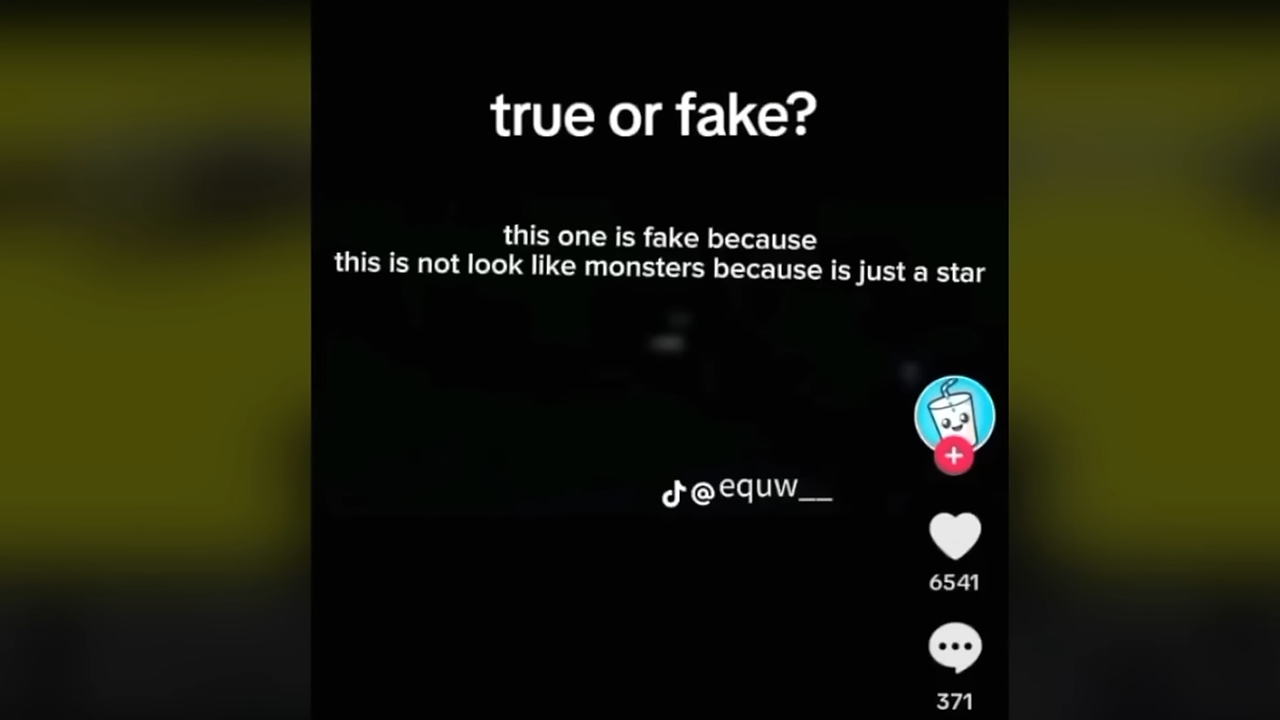 true or fake?
this one is fake because
this is not look like monsters because is just a star
@equw__
6541
371